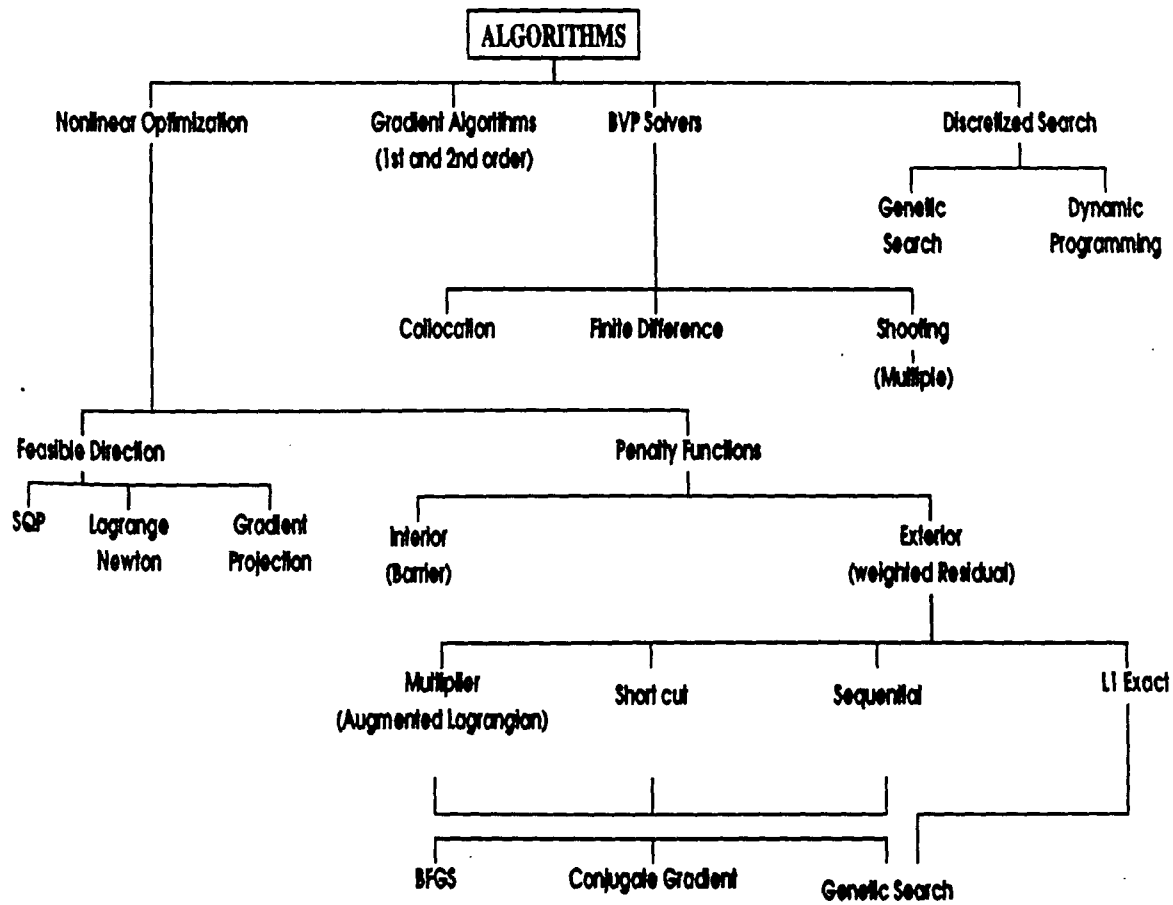 ALGORITHMS
Nonlinear Optimization
Gradient Algorithms
(1st and 2nd order)
BVP Solvers
Discretized Search
Genetic
Search
Dynamic
Programming
Collocation
Finite Difference
Shooting
(Multiple)
Feasible Direction
Penalty Functions
SQP
Lagrange
Newton
Gradient
Projection
Interior
(Barrier)
Exterior
(weighted Residual)
Multiplier
(Augmented Lagrangian)
Short cut
Sequential
L1 Exact
BFGS
Conjugate Gradient
Genetic Search